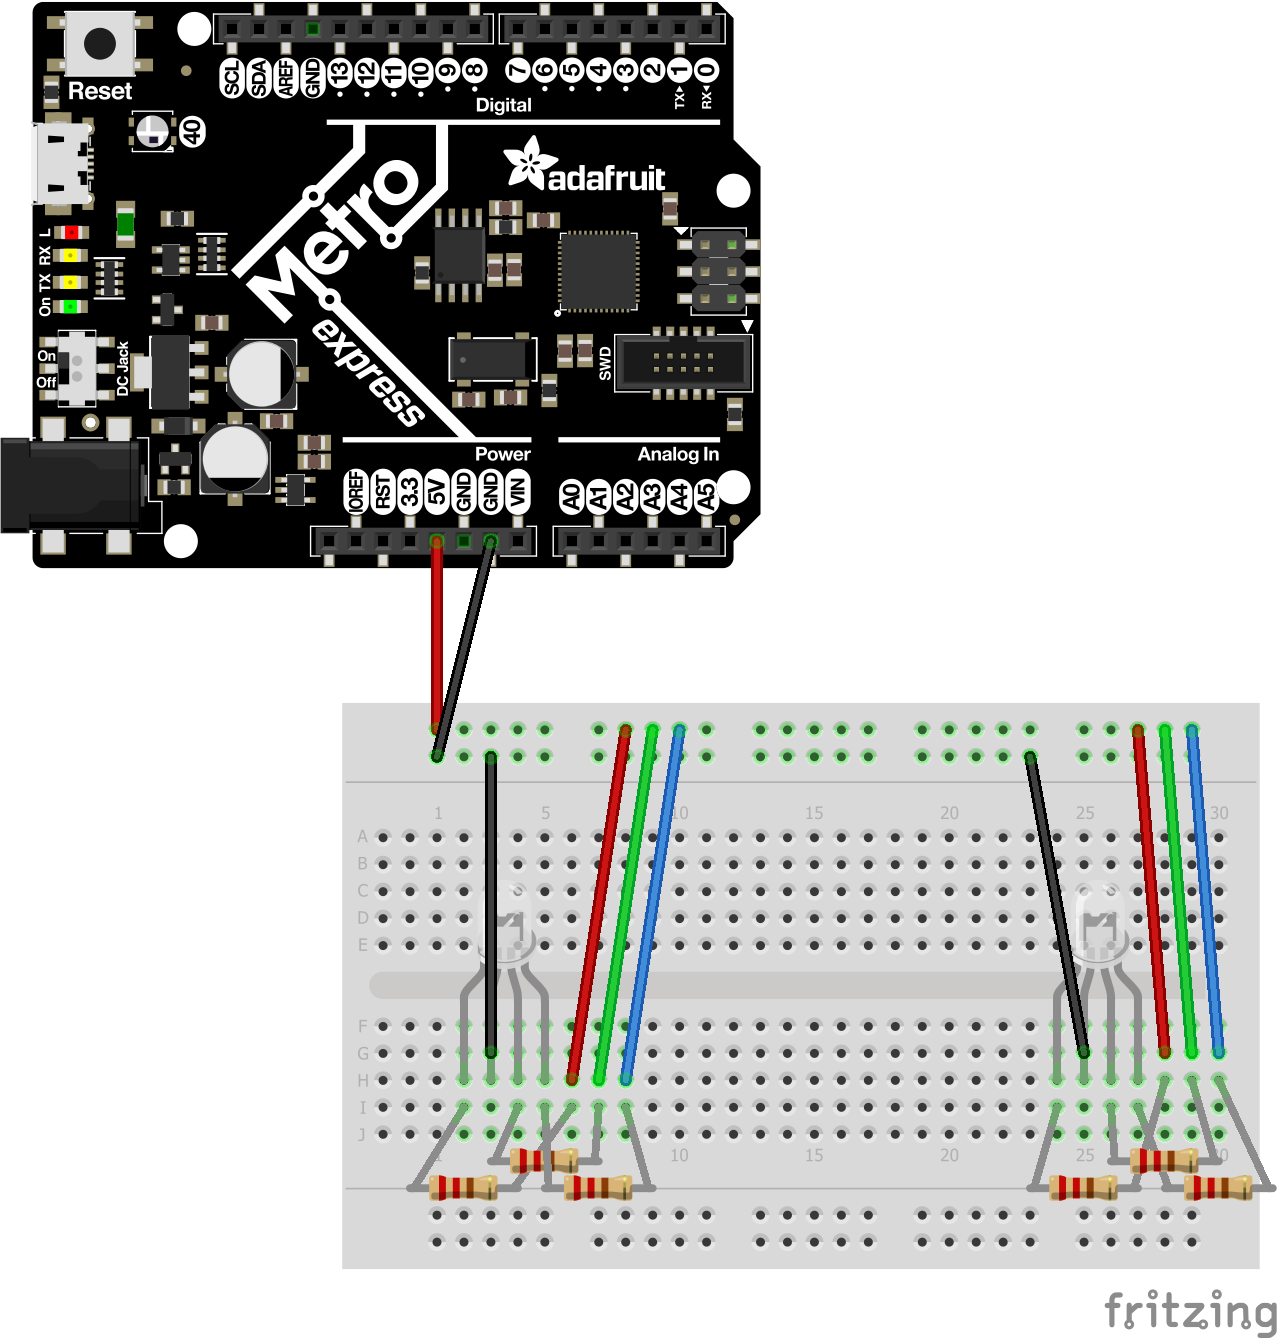 Reset
SCL SDA AREF GND 13 12 11 10 9 8 7 6 5 4 3 2 1 0
TX RX
Digital
40
adafruit
Metro
express
L
RX
TX
On
On
Off
DC Jack
SWD
Power
Analog In
IOREF RST 3.3 5V GND GND VIN A0 A1 A2 A3 A4 A5
1 5 10 15 20 25 30
A
B
C
D
E
F
G
H
I
J
1 10 15 20 30
fritzing